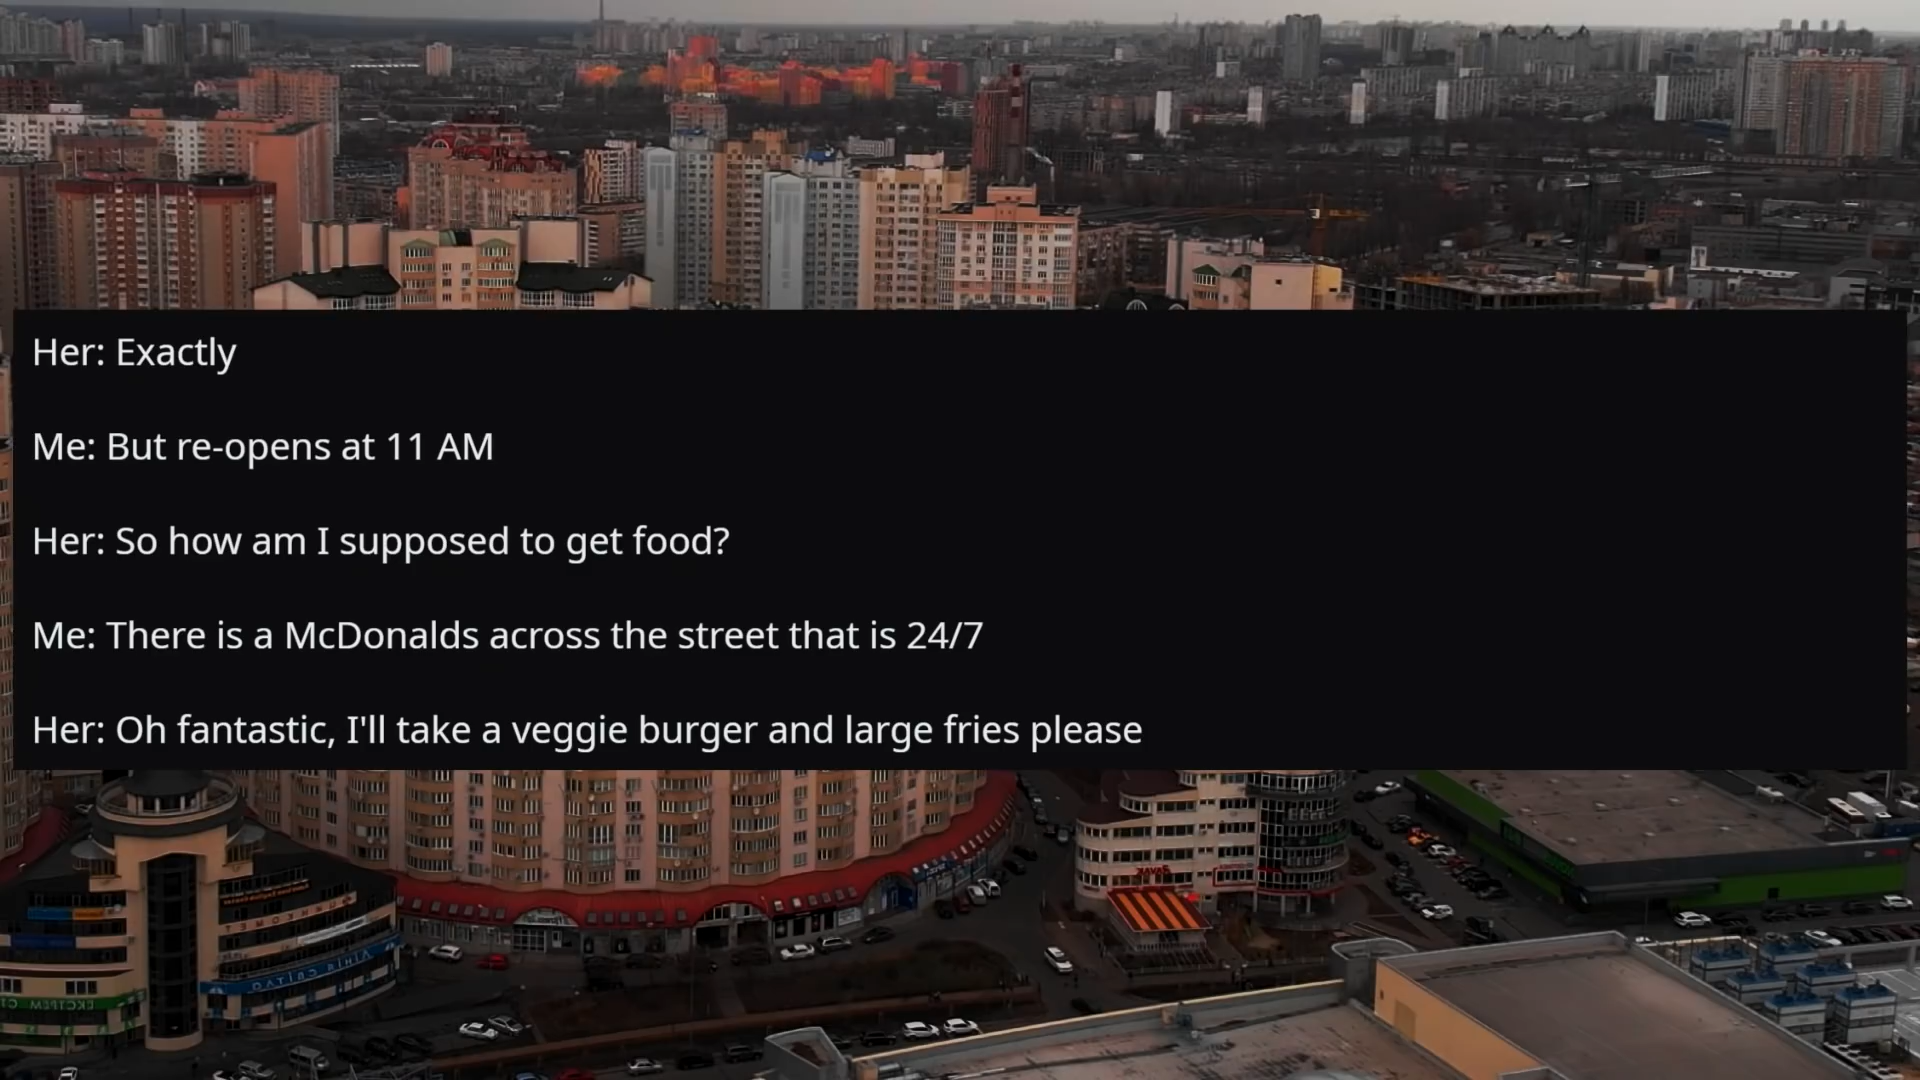 Her: Exactly
Me: But re-opens at 11 AM
Her: So how am I supposed to get food?
Me: There is a McDonalds across the street that is 24/7
Her: Oh fantastic, I'll take a veggie burger and large fries please